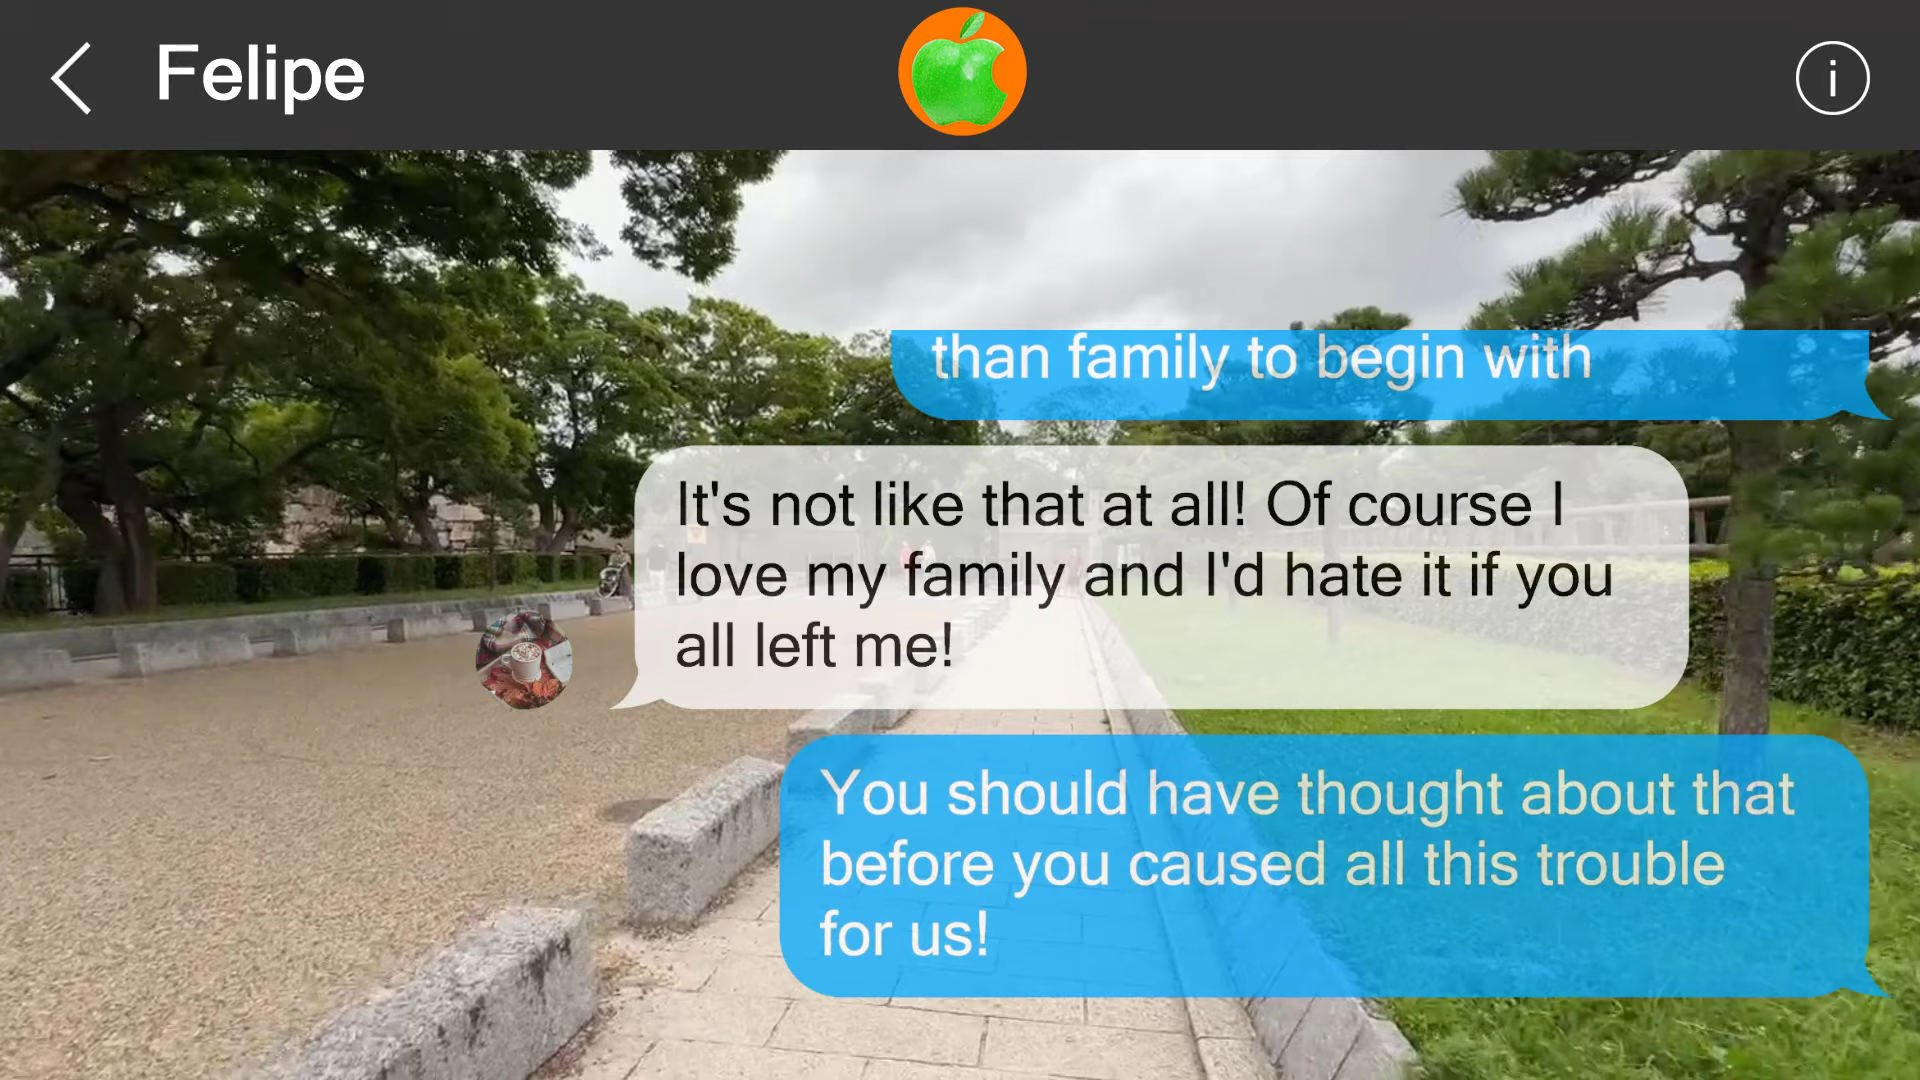 Felipe
i
than family to begin with
It's not like that at all! Of course I
love my family and I'd hate it if you
all left me!
You should have thought about that
before you caused all this trouble
for us!